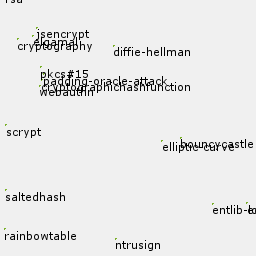 rsa
jsencrypt
elgamal
cryptography
diffie-hellman
pkcs#15
padding-oracle-attack
cryptographichashfunction
webauthn
scrypt
bouncycastle
elliptic-curve
saltedhash
entlib-
rainbowtable
ntrusign